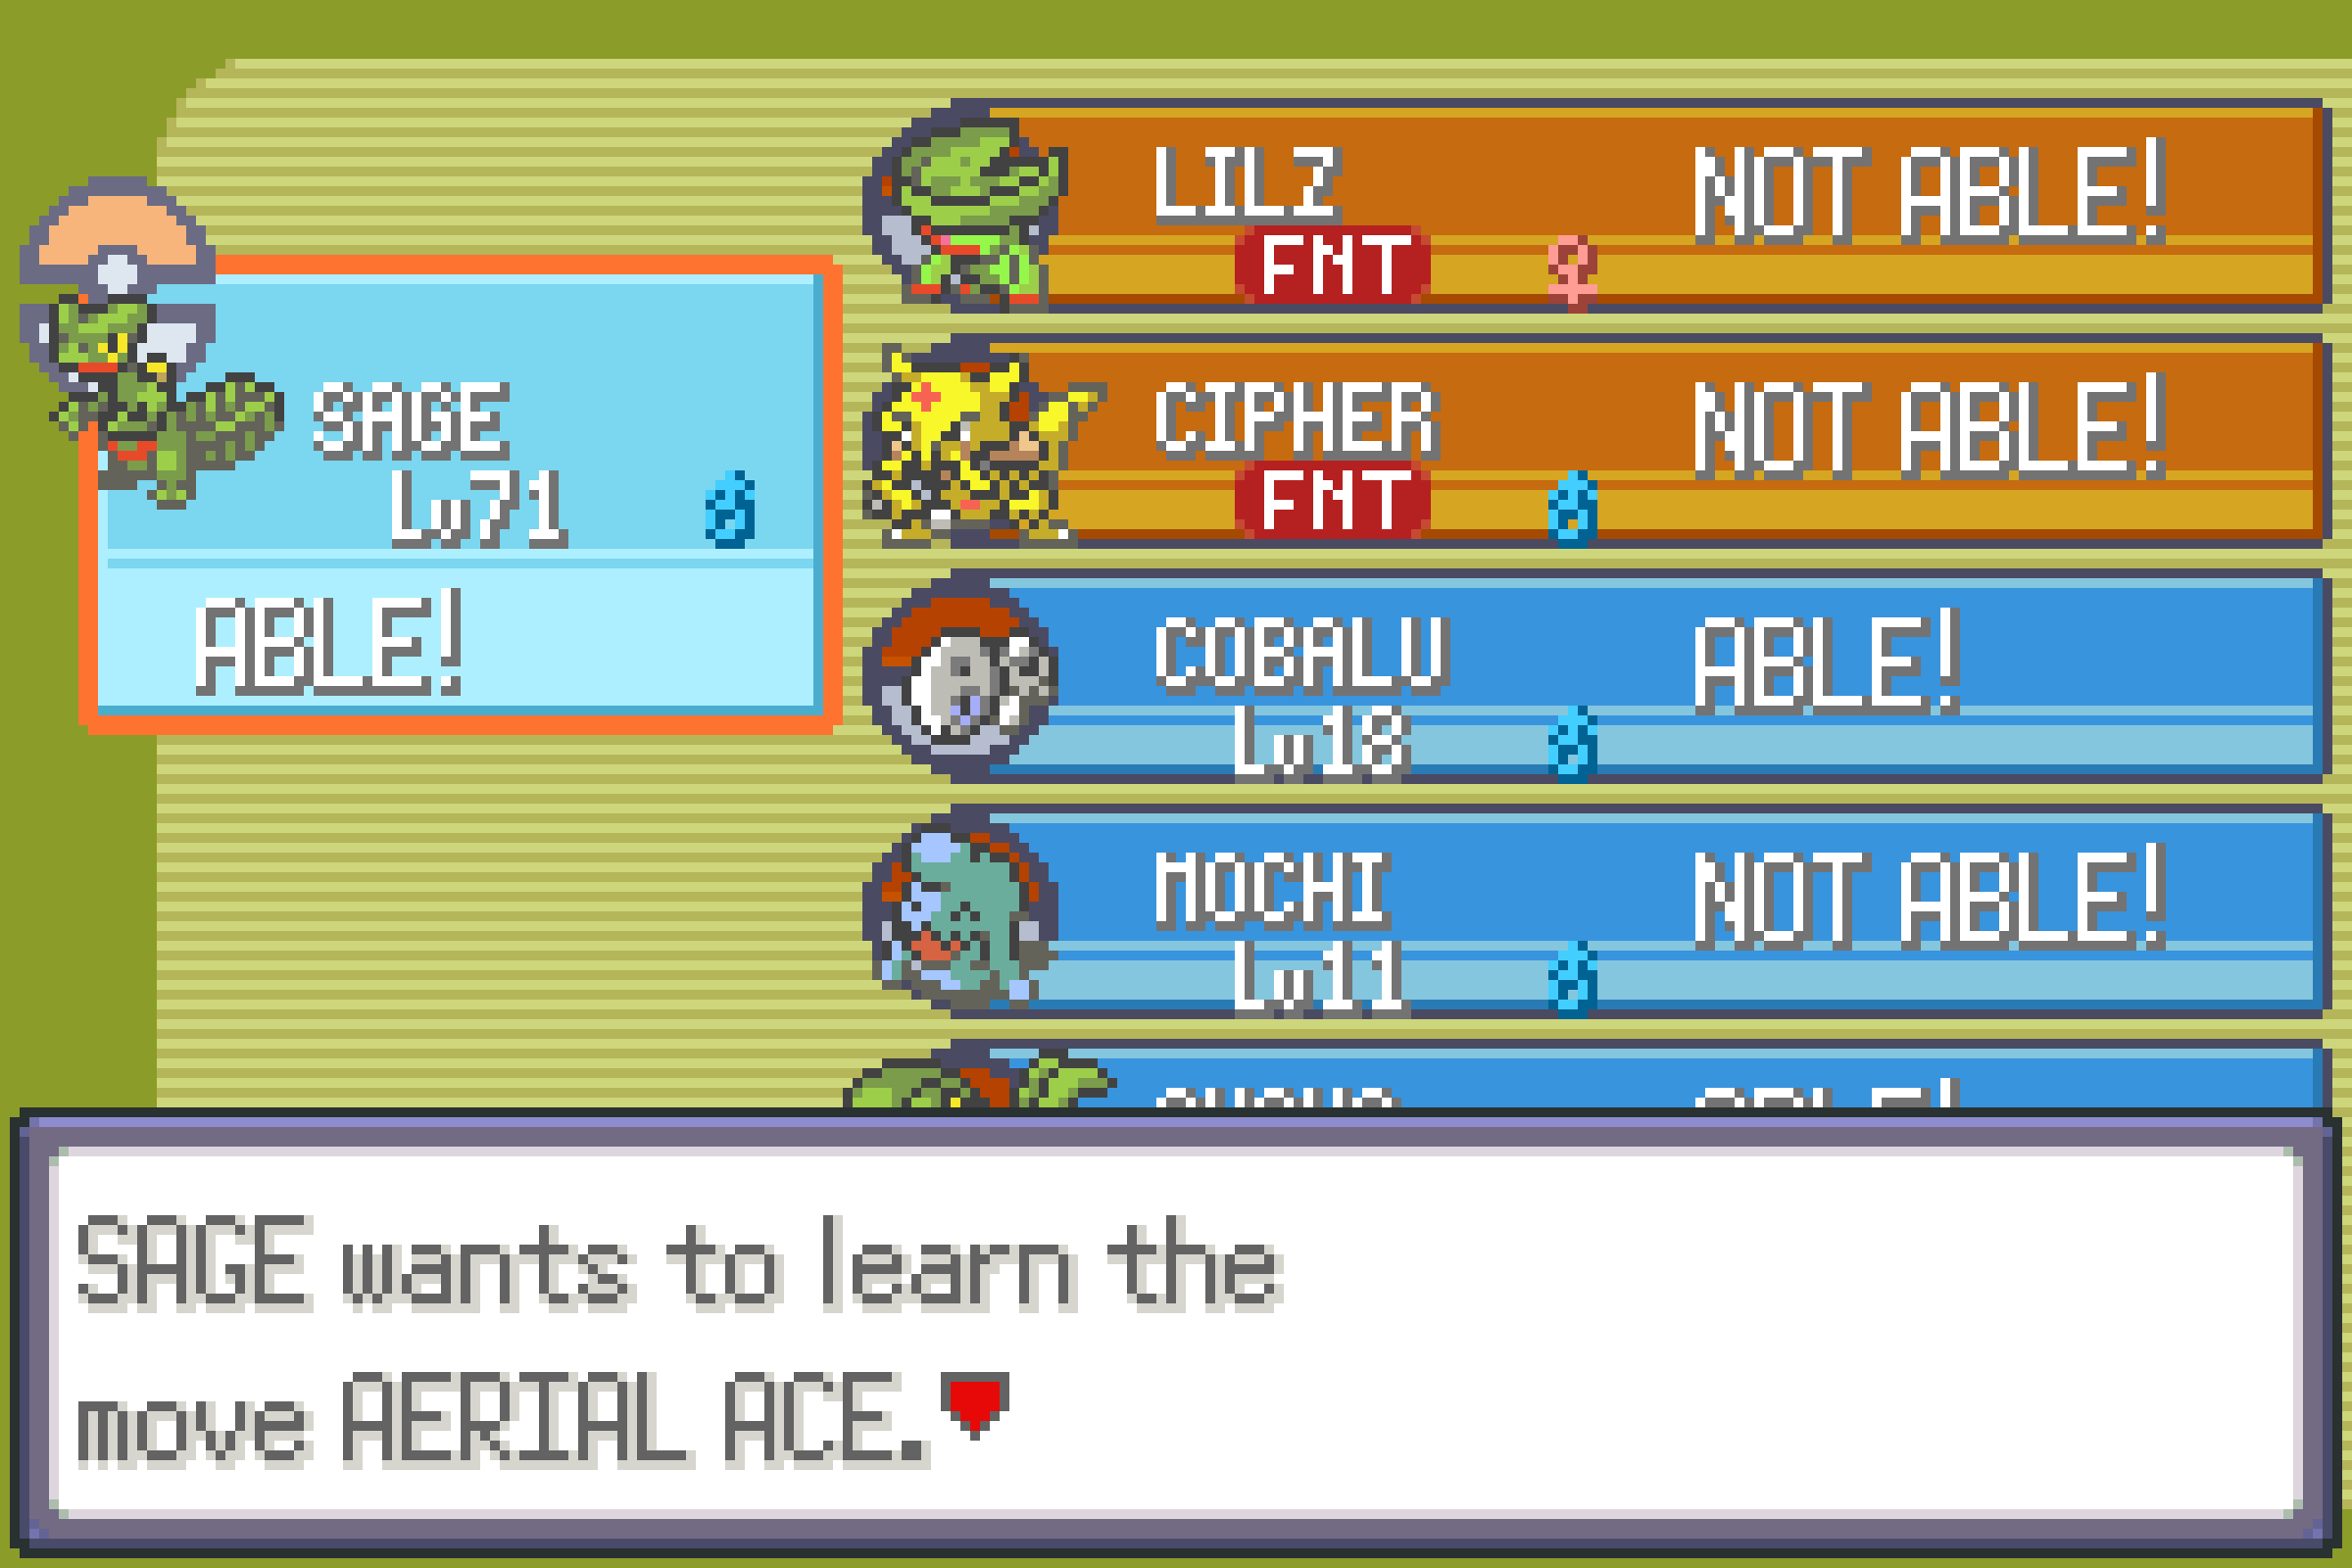 SAGE
Lv71 ♂
ABLE!
LILZ NOT ABLE!
FNT ♀
CIPHER NOT ABLE!
FNT ♂
COBALU ABLE!
Lv18 ♂
MOCHI NOT ABLE!
Lv11 ♂
ABLE!
SAGE wants to learn the
move AERIAL ACE.